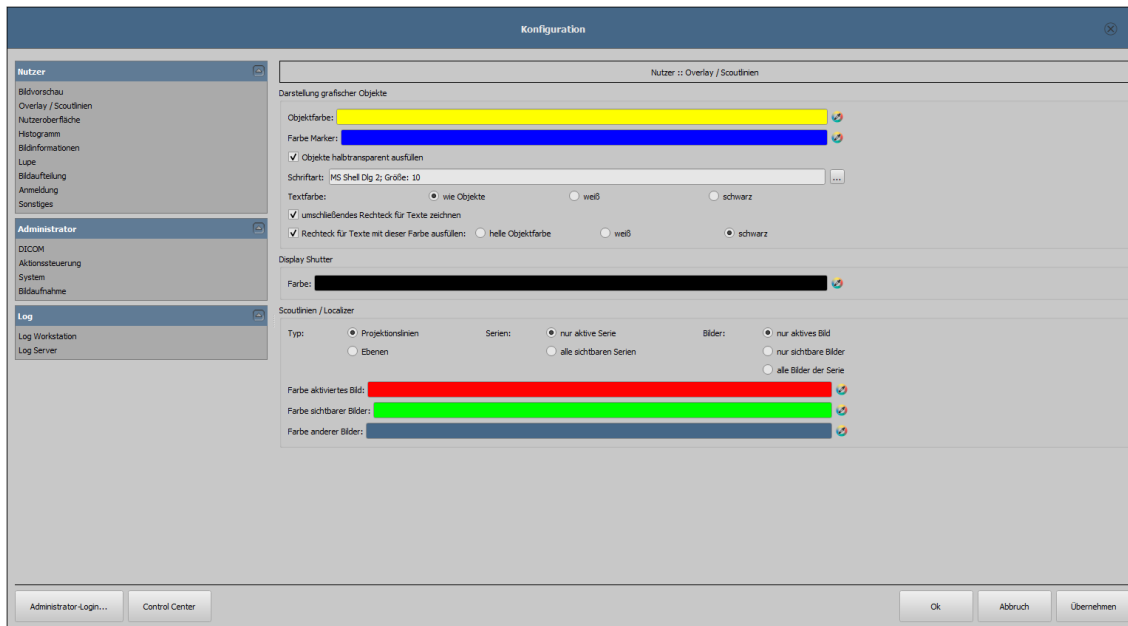 Konfiguration
Nutzer
Bildvorschau
Overlay / Scoutlinien
Nutzeroberfläche
Histogramm
Bildinformationen
Lupe
Bildaufteilung
Anmeldung
Sonstiges
Administrator
DICOM
Aktionssteuerung
System
Bildaufnahme
Log
Log Workstation
Log Server
Nutzer :: Overlay / Scoutlinien
Darstellung grafischer Objekte
Objektfarbe:
Farbe Marker:
Objekte halbtransparent ausfüllen
Schriftart: MS Shell Dlg 2; Größe: 10 ...
Textfarbe: wie Objekte weiß schwarz
umschließendes Rechteck für Texte zeichnen
Rechteck für Texte mit dieser Farbe ausfüllen: helle Objektfarbe weiß schwarz
Display Shutter
Farbe:
Scoutlinien / Localizer
Typ: Projektionslinien Serien: nur aktive Serie Bilder: nur aktives Bild
Ebenen alle sichtbaren Serien nur sichtbare Bilder
alle Bilder der Serie
Farbe aktiviertes Bild:
Farbe sichtbarer Bilder:
Farbe anderer Bilder:
Administrator-Login... Control Center Ok Abbruch Übernehmen